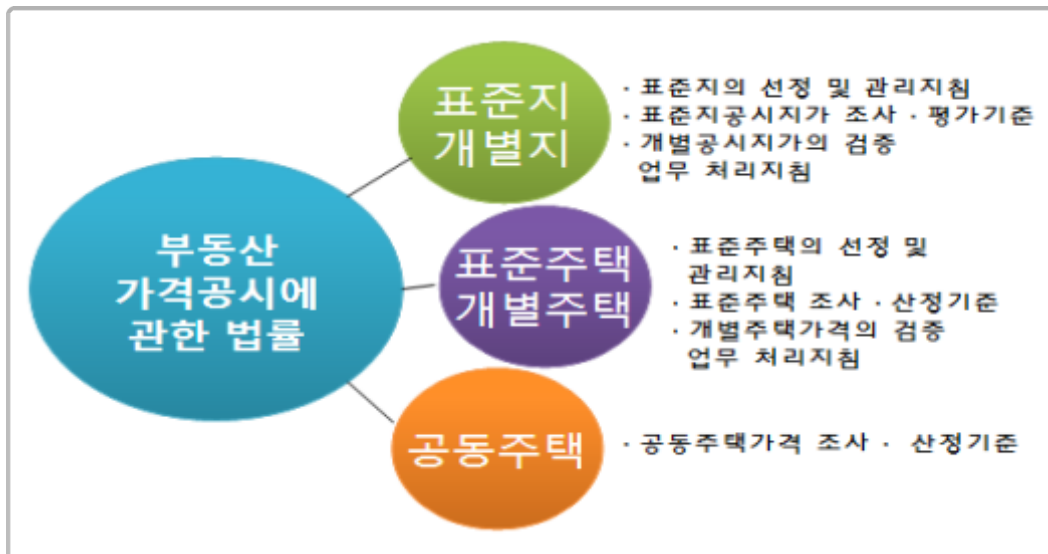 부동산
가격공시에
관한 법률
표준지
개별지
· 표준지의 선정 및 관리지침
· 표준지공시지가 조사 · 평가기준
· 개별공시지가의 검증
업무 처리지침
표준주택
개별주택
· 표준주택의 선정 및
관리지침
· 표준주택 조사 · 산정기준
· 개별주택가격의 검증
업무 처리지침
공동주택
· 공동주택가격 조사 · 산정기준